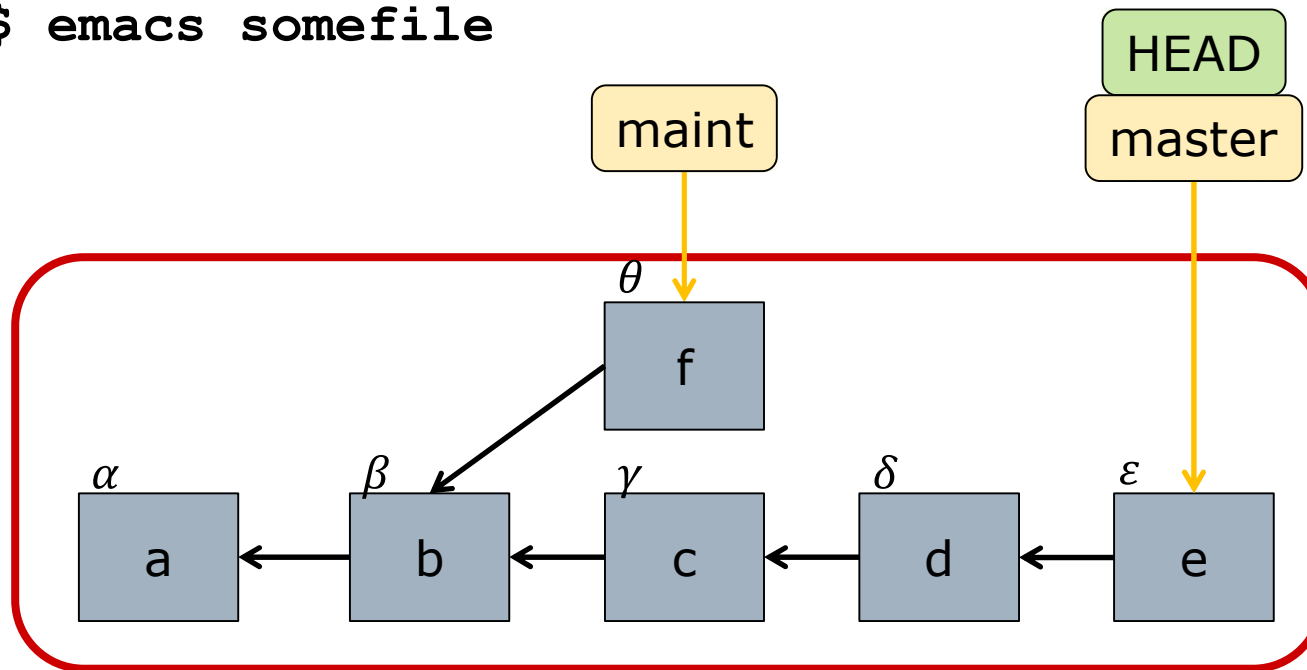 $ emacs somefile
HEAD
maint
master
θ
f
α
β
γ
δ
ε
a
b
c
d
e